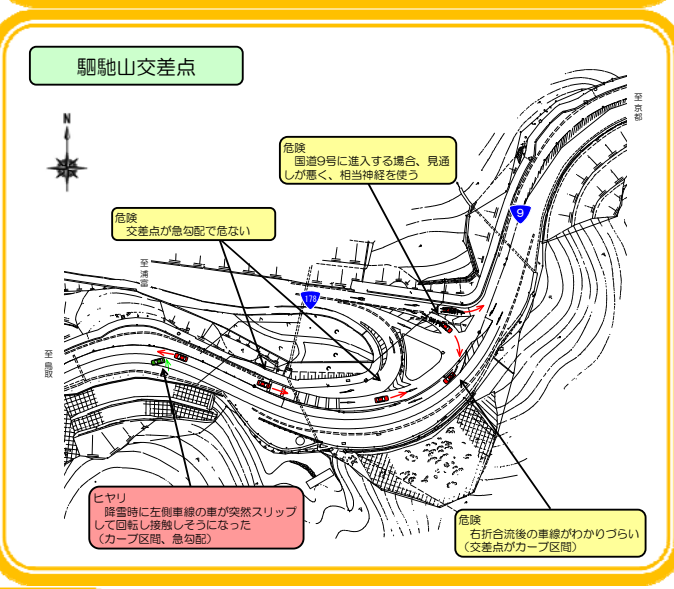 駟馳山交差点
N
至京都
危険
国道9号に進入する場合、見通
しが悪く、相当神経を使う
9
危険
交差点が急勾配で危ない
至浦富
178
至鳥取
ヒヤリ
降雪時に左側車線の車が突然スリップ
して回転し接触しそうになった
（カーブ区間、急勾配）
危険
右折合流後の車線がわかりづらい
（交差点がカーブ区間）